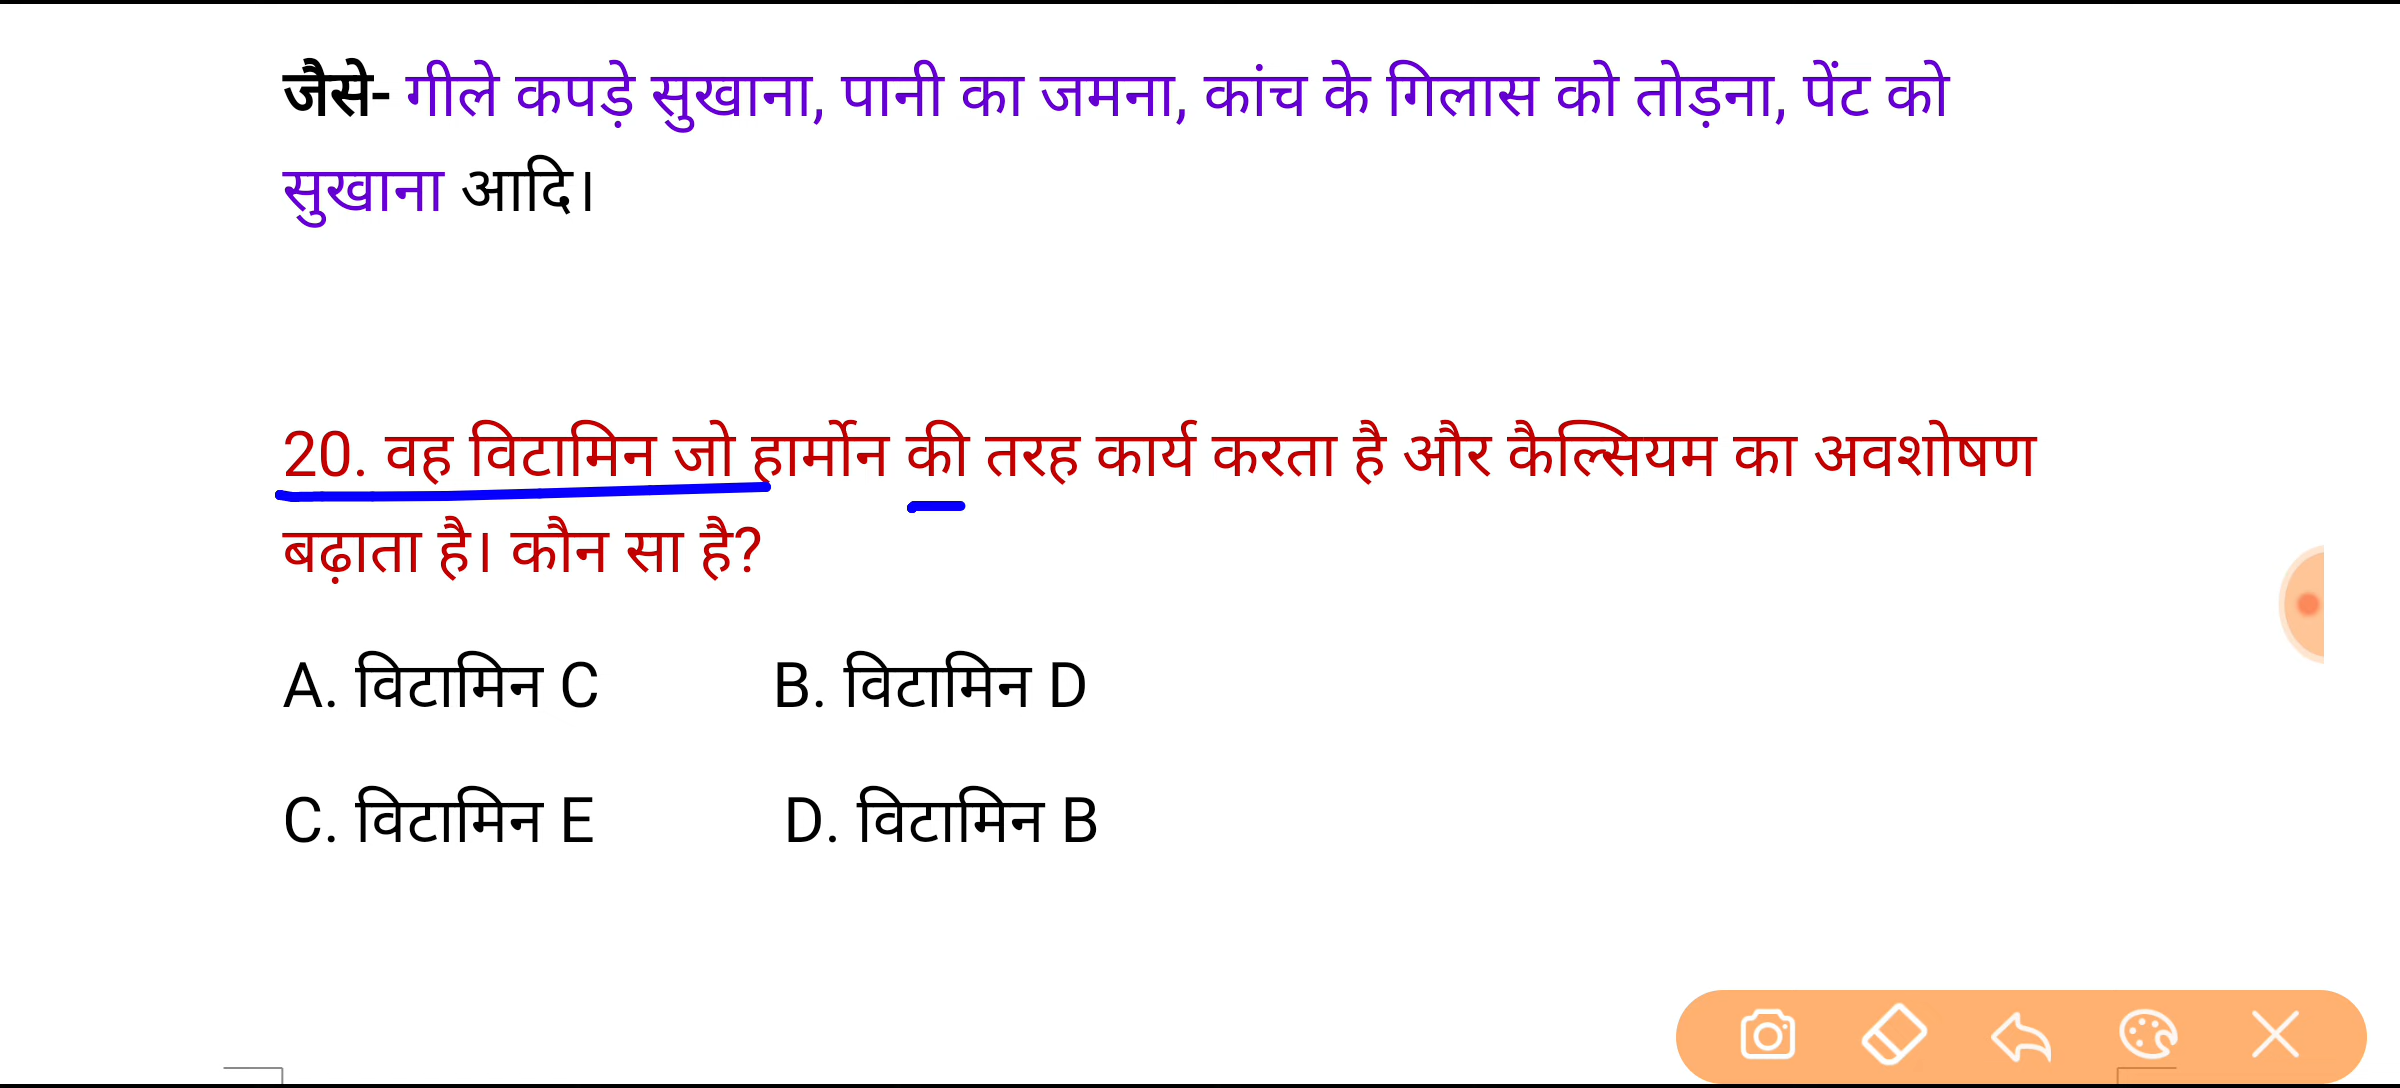 जैसे- गीले कपड़े सुखाना, पानी का जमना, कांच के गिलास को तोड़ना, पेंट को
सुखाना आदि।
20. वह विटामिन जो हार्मोन की तरह कार्य करता है और कैल्सियम का अवशोषण
बढ़ाता है। कौन सा है?
A. विटामिन C B. विटामिन D
C. विटामिन E D. विटामिन B